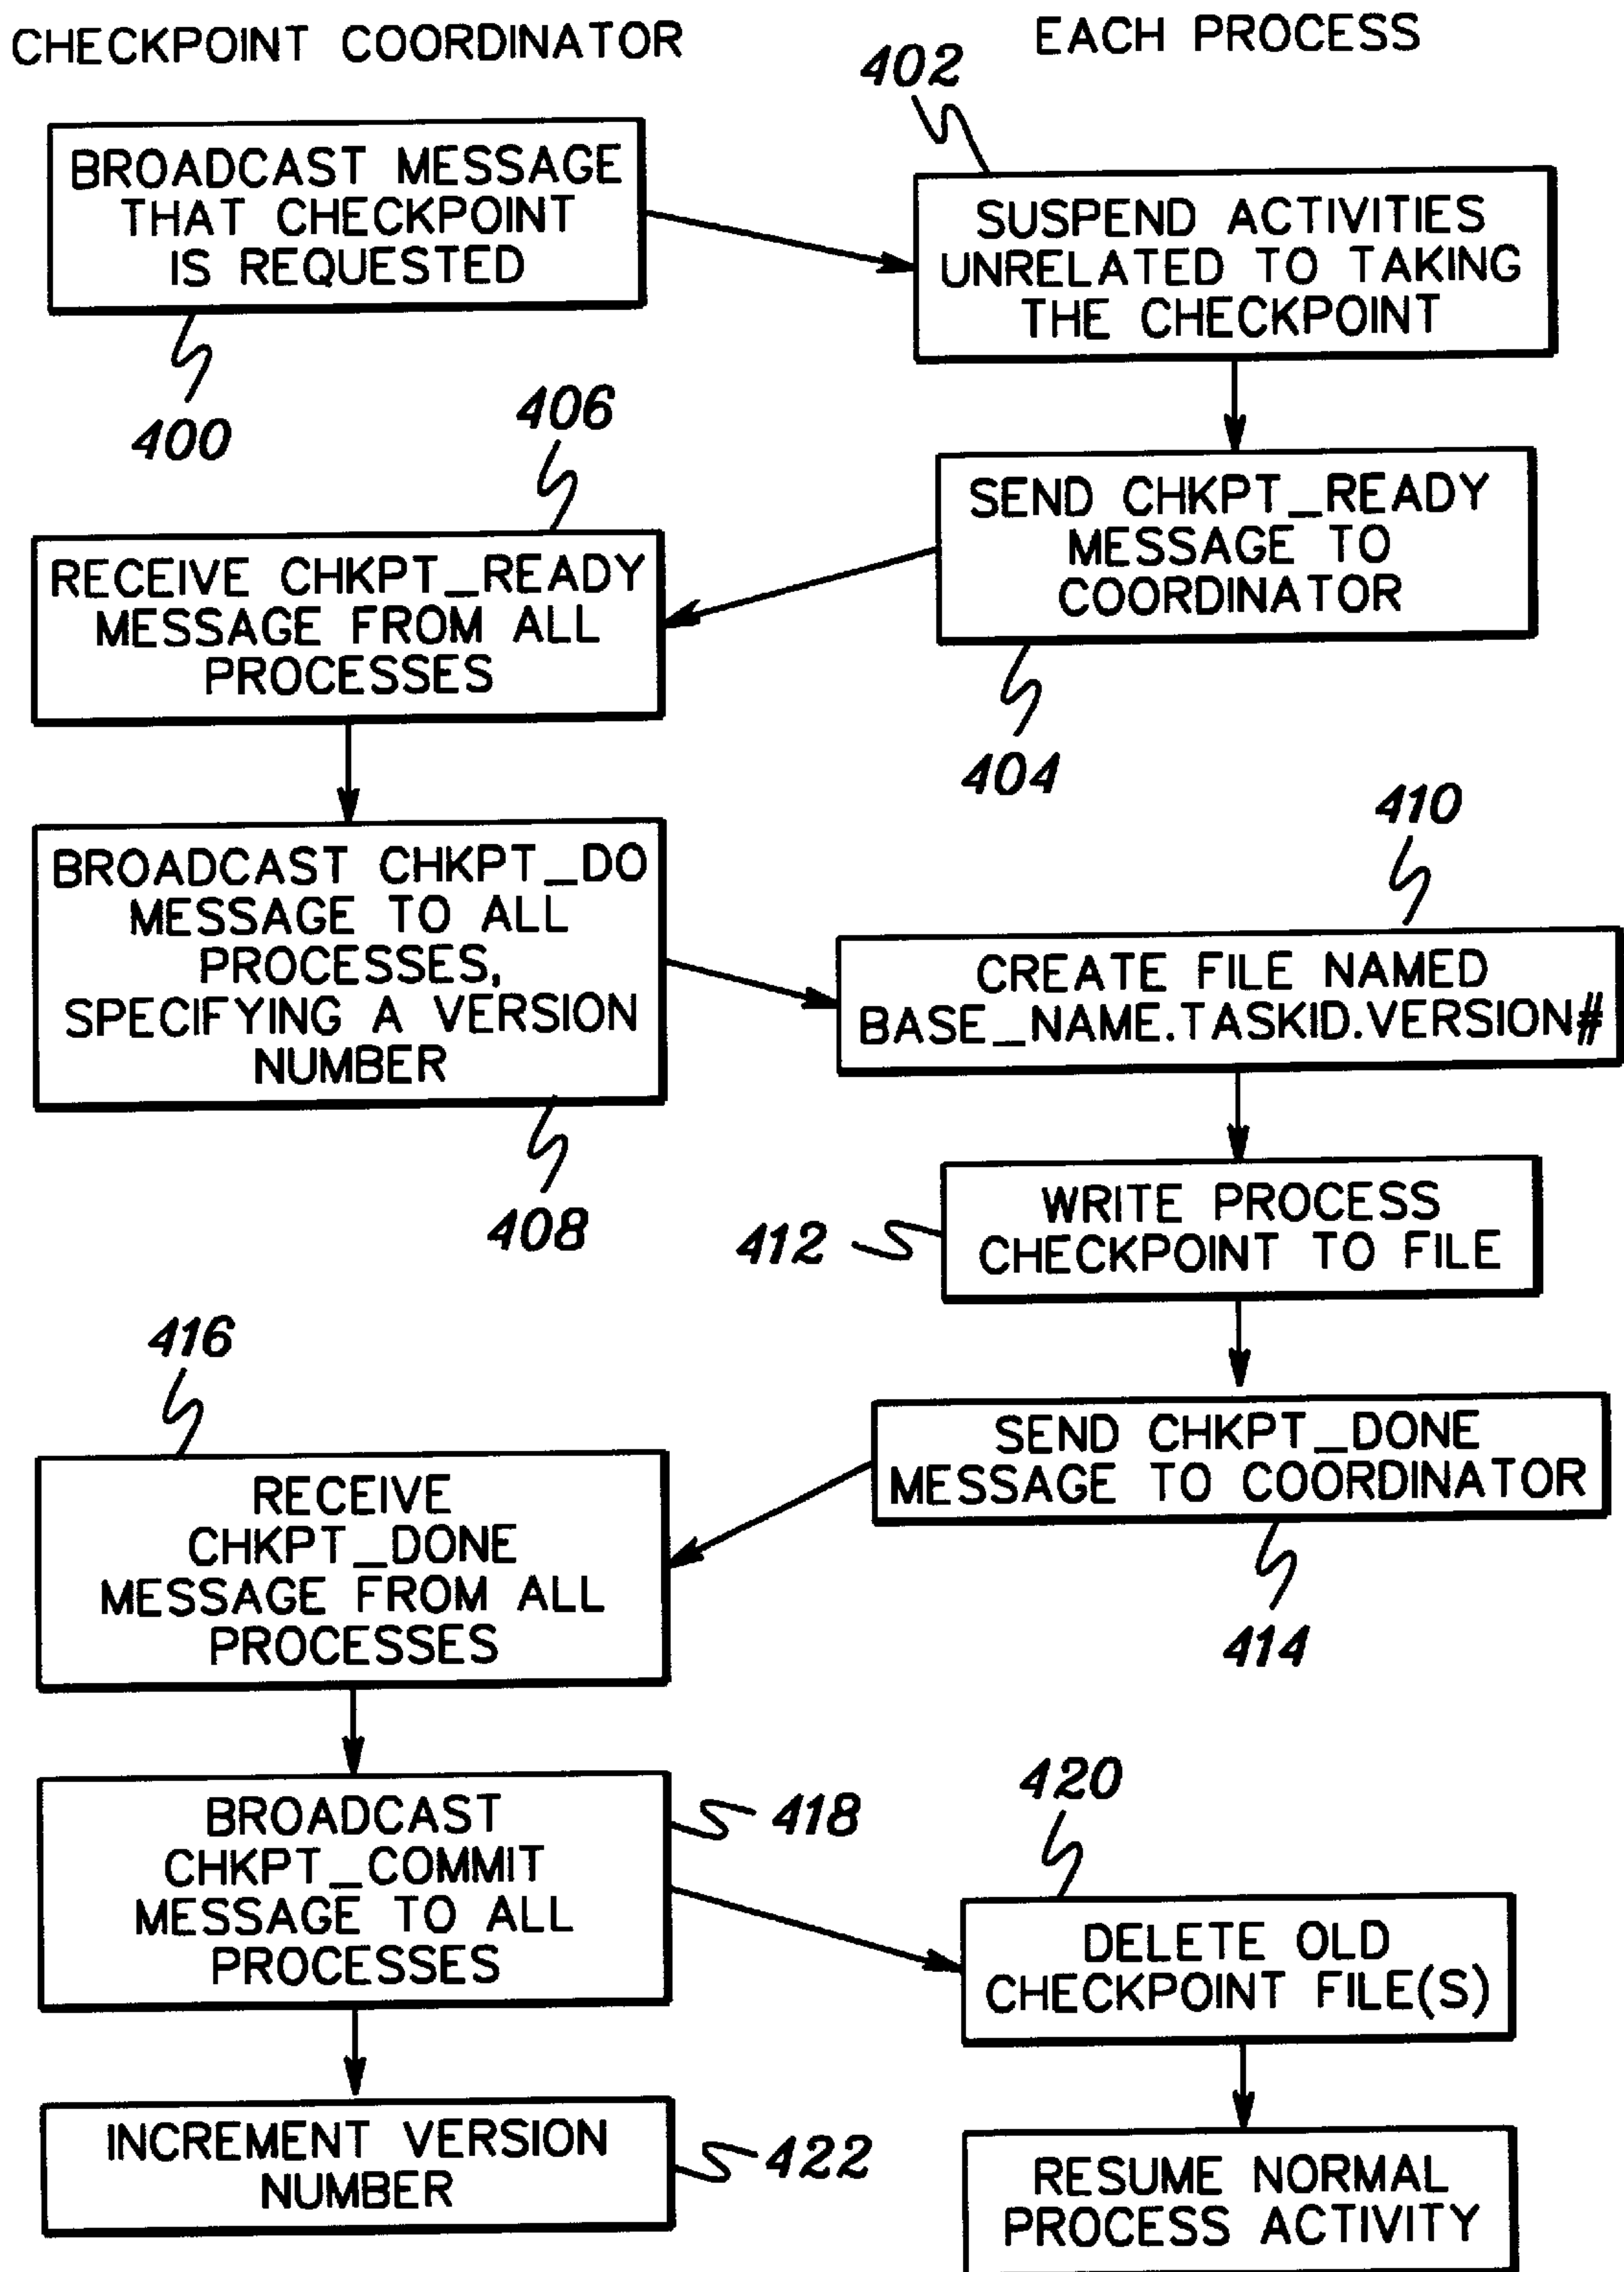 CHECKPOINT COORDINATOR
EACH PROCESS
402
BROADCAST MESSAGE
THAT CHECKPOINT
IS REQUESTED
400
SUSPEND ACTIVITIES
UNRELATED TO TAKING
THE CHECKPOINT
406
SEND CHKPT_READY
MESSAGE TO
COORDINATOR
404
RECEIVE CHKPT_READY
MESSAGE FROM ALL
PROCESSES
BROADCAST CHKPT_DO
MESSAGE TO ALL
PROCESSES,
SPECIFYING A VERSION
NUMBER
408
410
CREATE FILE NAMED
BASE_NAME.TASKID.VERSION#
412
WRITE PROCESS
CHECKPOINT TO FILE
SEND CHKPT_DONE
MESSAGE TO COORDINATOR
414
416
RECEIVE
CHKPT_DONE
MESSAGE FROM ALL
PROCESSES
BROADCAST
CHKPT_COMMIT
MESSAGE TO ALL
PROCESSES
418
420
DELETE OLD
CHECKPOINT FILE(S)
INCREMENT VERSION
NUMBER
422
RESUME NORMAL
PROCESS ACTIVITY